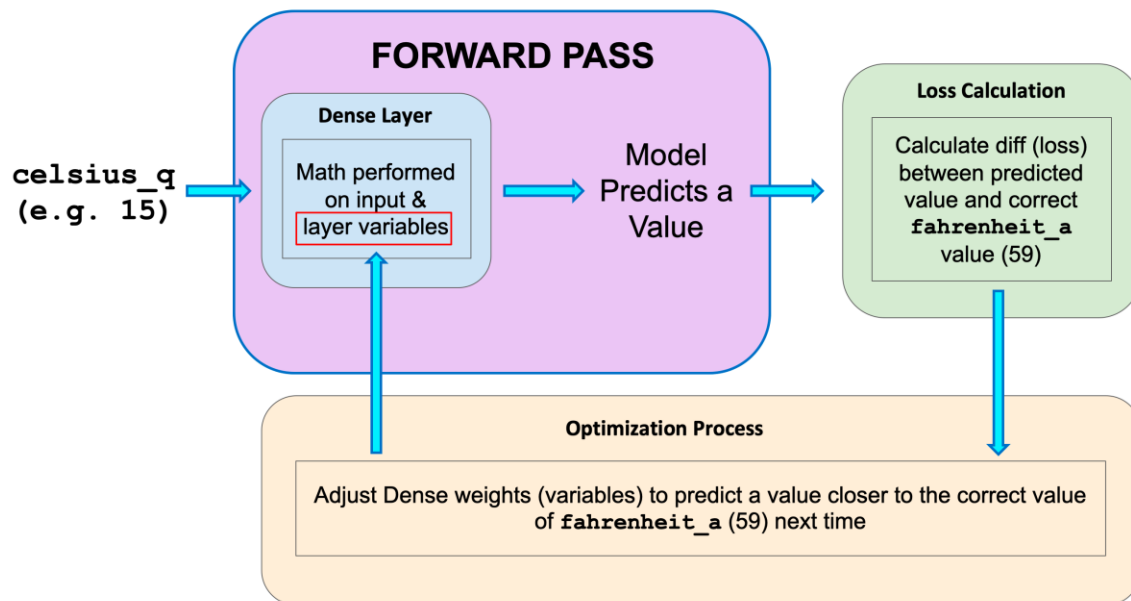 FORWARD PASS
Dense Layer
Math performed
on input &
layer variables
celsius_q
(e.g. 15)
Model
Predicts a
Value
Loss Calculation
Calculate diff (loss)
between predicted
value and correct
fahrenheit_a
value (59)
Optimization Process
Adjust Dense weights (variables) to predict a value closer to the correct value
of fahrenheit_a (59) next time